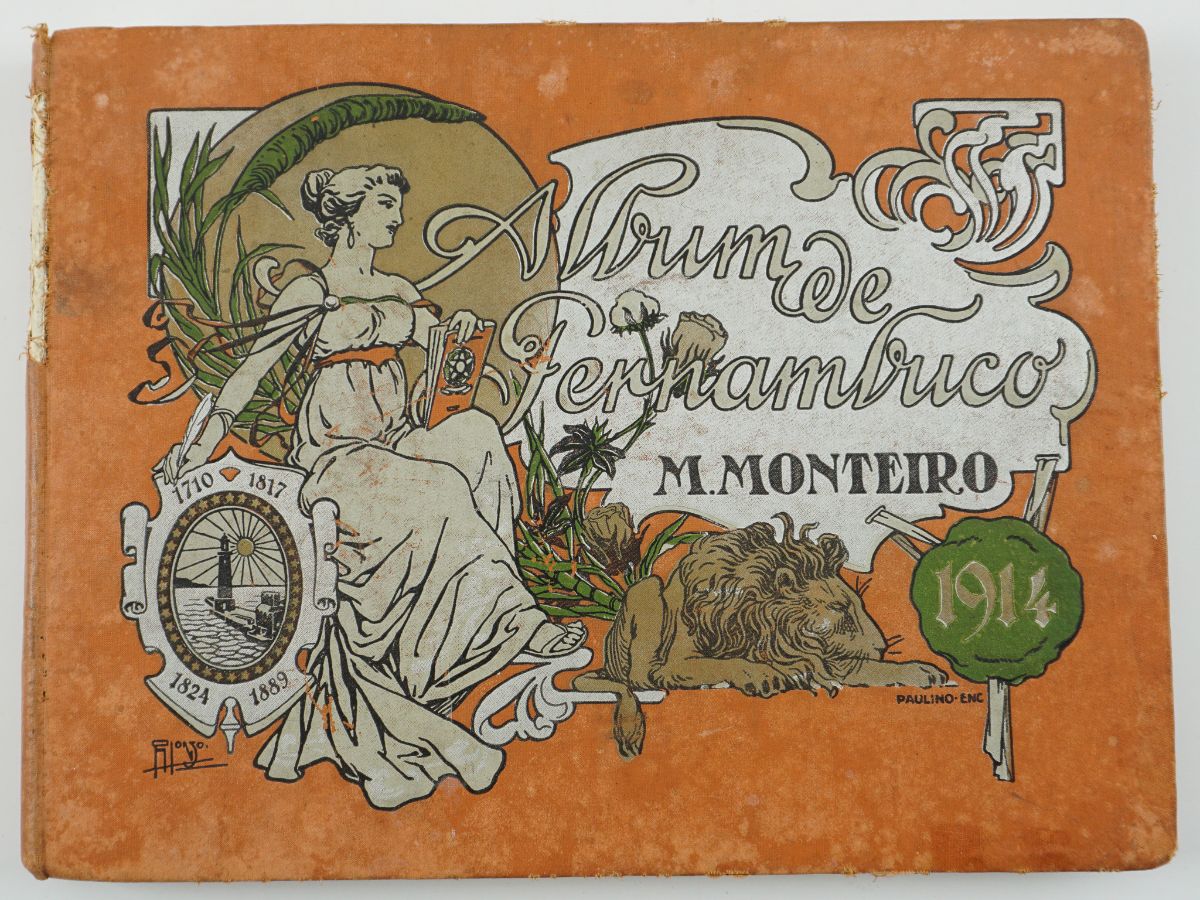 Album de
Pernambuco
M. MONTEIRO
1914
1710 1817
1824 1889
PAULINO·ENC
Alonso.